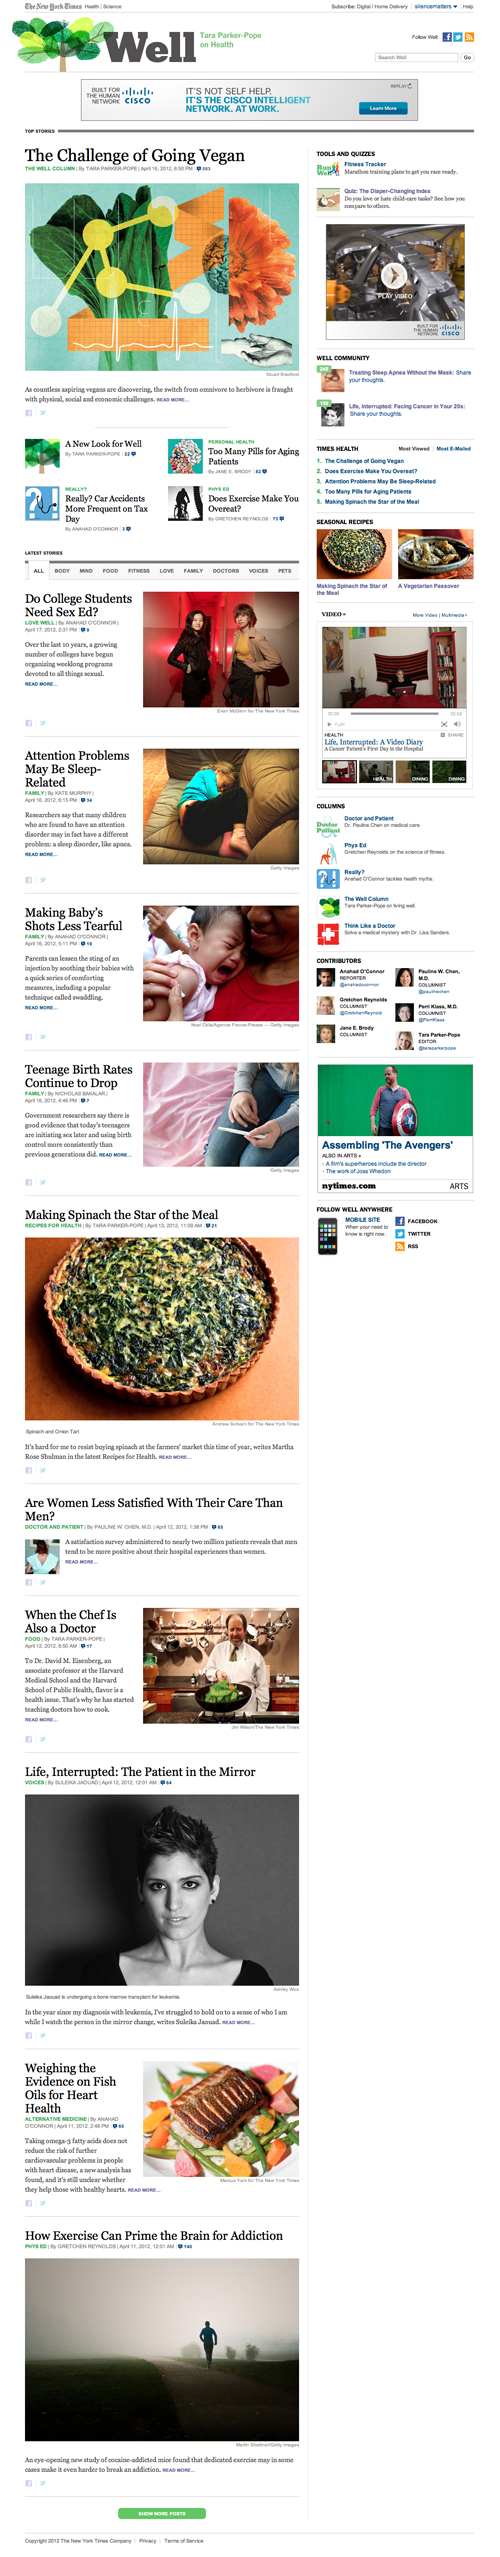 The New York Times Health | Science
Subscribe: Digital / Home Delivery
silencematters
Help
Well
Tara Parker-Pope
on Health
Follow Well:
Search Well
Go
BUILT FOR
THE HUMAN
NETWORK
CISCO
IT'S NOT SELF HELP.
IT'S THE CISCO INTELLIGENT
NETWORK. AT WORK.
REPLAY
Learn More
TOP STORIES
The Challenge of Going Vegan
THE WELL COLUMN | By TARA PARKER-POPE | April 16, 2012, 6:50 PM 583
Stuart Bradford
As countless aspiring vegans are discovering, the switch from omnivore to herbivore is fraught
with physical, social and economic challenges. READ MORE...
A New Look for Well
By TARA PARKER-POPE | 22
PERSONAL HEALTH
Too Many Pills for Aging
Patients
By JANE E. BRODY | 62
REALLY?
Really? Car Accidents
More Frequent on Tax
Day
By ANAHAD O'CONNOR | 3
PHYS ED
Does Exercise Make You
Overeat?
By GRETCHEN REYNOLDS | 73
LATEST STORIES
ALL
BODY
MIND
FOOD
FITNESS
LOVE
FAMILY
DOCTORS
VOICES
PETS
Do College Students
Need Sex Ed?
LOVE WELL | By ANAHAD O'CONNOR |
April 17, 2012, 2:31 PM 9
Over the last 10 years, a growing
number of colleges have begun
organizing weeklong programs
devoted to all things sexual.
READ MORE...
Evan McGlinn for The New York Times
Attention Problems
May Be Sleep-
Related
FAMILY | By KATE MURPHY |
April 16, 2012, 6:15 PM 34
Researchers say that many children
who are found to have an attention
disorder may in fact have a different
problem: a sleep disorder, like apnea.
READ MORE...
Getty Images
Making Baby's
Shots Less Tearful
FAMILY | By ANAHAD O'CONNOR |
April 16, 2012, 5:11 PM 19
Parents can lessen the sting of an
injection by soothing their babies with
a quick series of comforting
measures, including a popular
technique called swaddling.
READ MORE...
Noel Celis/Agence France-Presse — Getty Images
Teenage Birth Rates
Continue to Drop
FAMILY | By NICHOLAS BAKALAR |
April 16, 2012, 4:46 PM 7
Government researchers say there is
good evidence that today's teenagers
are initiating sex later and using birth
control more consistently than
previous generations did. READ MORE...
Getty Images
Making Spinach the Star of the Meal
RECIPES FOR HEALTH | By TARA PARKER-POPE | April 13, 2012, 11:09 AM 21
Andrew Scrivani for The New York Times
Spinach and Onion Tart
It's hard for me to resist buying spinach at the farmers' market this time of year, writes Martha
Rose Shulman in the latest Recipes for Health. READ MORE...
Are Women Less Satisfied With Their Care Than
Men?
DOCTOR AND PATIENT | By PAULINE W. CHEN, M.D. | April 12, 2012, 1:38 PM 65
A satisfaction survey administered to nearly two million patients reveals that men
tend to be more positive about their hospital experiences than women.
READ MORE...
When the Chef Is
Also a Doctor
FOOD | By TARA PARKER-POPE |
April 12, 2012, 9:50 AM 17
To Dr. David M. Eisenberg, an
associate professor at the Harvard
Medical School and the Harvard
School of Public Health, flavor is a
health issue. That's why he has started
teaching doctors how to cook.
READ MORE...
Jim Wilson/The New York Times
Life, Interrupted: The Patient in the Mirror
VOICES | By SULEIKA JAOUAD | April 12, 2012, 12:01 AM 64
Ashley Woo
Suleika Jaouad is undergoing a bone marrow transplant for leukemia.
In the year since my diagnosis with leukemia, I've struggled to hold on to a sense of who I am
while I watch the person in the mirror change, writes Suleika Jaouad. READ MORE...
Weighing the
Evidence on Fish
Oils for Heart
Health
ALTERNATIVE MEDICINE | By ANAHAD
O'CONNOR | April 11, 2012, 2:46 PM 66
Taking omega-3 fatty acids does not
reduce the risk of further
cardiovascular problems in people
with heart disease, a new analysis has
found, and it's still unclear whether
they help those with healthy hearts. READ MORE...
Marcus Yam for The New York Times
How Exercise Can Prime the Brain for Addiction
PHYS ED | By GRETCHEN REYNOLDS | April 11, 2012, 12:01 AM 140
Getty Images
An eye-opening new study of cocaine-addicted mice found that dedicated exercise may in some
cases make it even harder to break an addiction. READ MORE...
SHOW MORE POSTS
TOOLS AND QUIZZES
Run Well
Fitness Tracker
Marathon training plans to get you race ready.
Quiz: The Diaper-Changing Index
Do you love or hate child-care tasks? See how you
compare to others.
PLAY VIDEO
BUILT FOR
THE HUMAN
NETWORK
CISCO
WELL COMMUNITY
Treating Sleep Apnea Without the Mask: Share
your thoughts.
Life, Interrupted: Facing Cancer in Your 20s:
Share your thoughts.
TIMES HEALTH
Most Viewed
Most E-Mailed
1. The Challenge of Going Vegan
2. Does Exercise Make You Overeat?
3. Attention Problems May Be Sleep-Related
4. Too Many Pills for Aging Patients
5. Making Spinach the Star of the Meal
SEASONAL RECIPES
Making Spinach the Star of
the Meal
A Vegetarian Passover
VIDEO »
More Video | Multimedia »
00:00
02:52
PLAY
HEALTH
SHARE
Life, Interrupted: A Video Diary
A Cancer Patient's First Day in the Hospital
HEALTH
DINING
DINING
COLUMNS
Doctor Patient
Doctor and Patient
Dr. Pauline Chen on medical care.
Phys Ed
Gretchen Reynolds on the science of fitness.
Really?
Anahad O'Connor tackles health myths.
The Well Column
Tara Parker-Pope on living well.
Think Like a Doctor
Solve a medical mystery with Dr. Lisa Sanders.
CONTRIBUTORS
Anahad O'Connor
REPORTER
@anahadoconnor
Pauline W. Chen,
M.D.
COLUMNIST
@paulinechen
Gretchen Reynolds
COLUMNIST
@GretchenReynold
Perri Klass, M.D.
COLUMNIST
@PerriKlass
Jane E. Brody
COLUMNIST
Tara Parker-Pope
EDITOR
@taraparkerpope
Assembling 'The Avengers'
ALSO IN ARTS »
· A film's superheroes include the director
· The work of Joss Whedon
nytimes.com
ARTS
FOLLOW WELL ANYWHERE
MOBILE SITE
When your need to
know is right now.
FACEBOOK
TWITTER
RSS
Copyright 2012 The New York Times Company
Privacy
Terms of Service